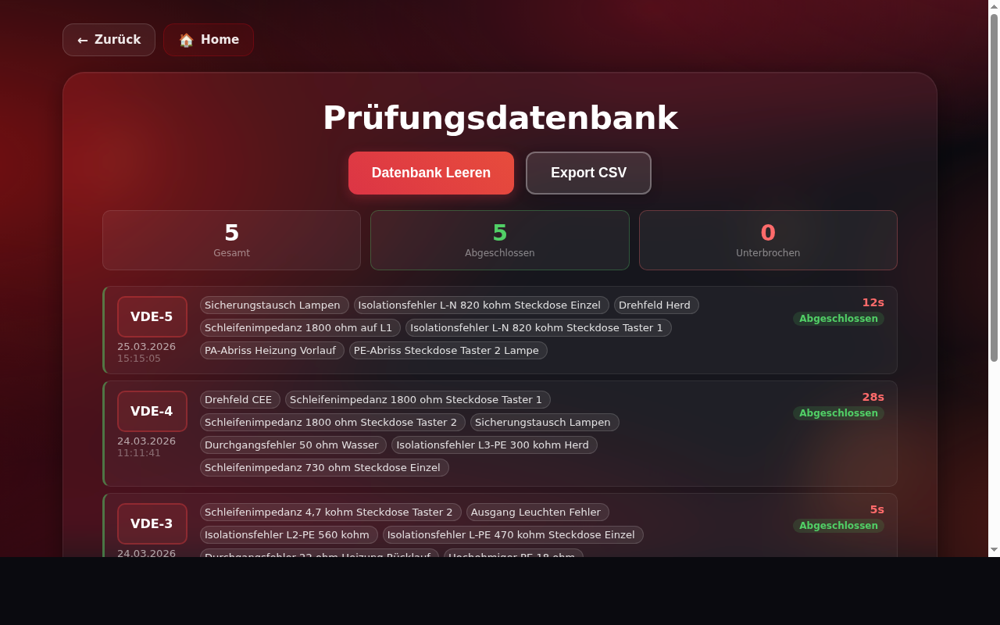 ← Zurück
🏠 Home
Prüfungsdatenbank
Datenbank Leeren
Export CSV
5
Gesamt
5
Abgeschlossen
0
Unterbrochen
VDE-5
25.03.2026
15:15:05
Sicherungstausch Lampen
Isolationsfehler L-N 820 kohm Steckdose Einzel
Drehfeld Herd
Schleifenimpedanz 1800 ohm auf L1
Isolationsfehler L-N 820 kohm Steckdose Taster 1
PA-Abriss Heizung Vorlauf
PE-Abriss Steckdose Taster 2 Lampe
12s
Abgeschlossen
VDE-4
24.03.2026
11:11:41
Drehfeld CEE
Schleifenimpedanz 1800 ohm Steckdose Taster 1
Schleifenimpedanz 1800 ohm Steckdose Taster 2
Sicherungstausch Lampen
Durchgangsfehler 50 ohm Wasser
Isolationsfehler L3-PE 300 kohm Herd
Schleifenimpedanz 730 ohm Steckdose Einzel
28s
Abgeschlossen
VDE-3
24.03.2026
Schleifenimpedanz 4,7 kohm Steckdose Taster 2
Ausgang Leuchten Fehler
Isolationsfehler L2-PE 560 kohm
Isolationsfehler L-PE 470 kohm Steckdose Einzel
Durchgangsfehler 22 ohm Heizung Rücklauf
Hochohmiger PE 18 ohm
5s
Abgeschlossen